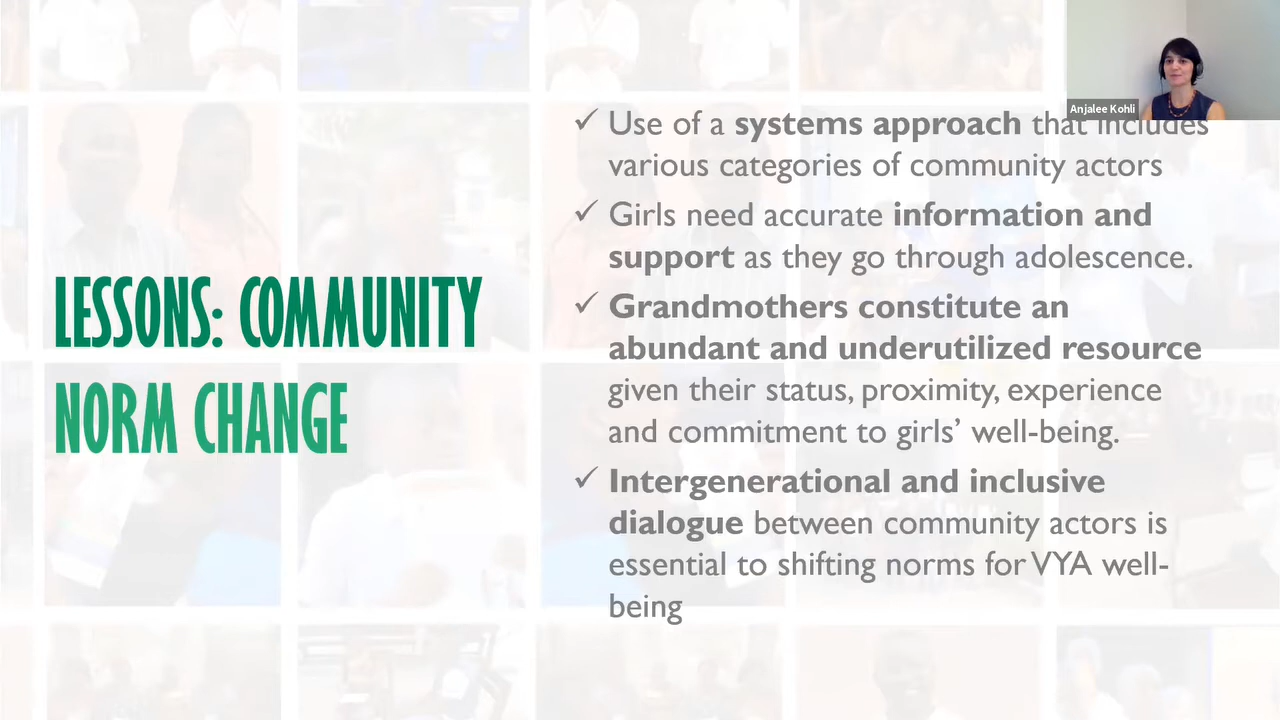 Anjalee Kohli
LESSONS: COMMUNITY
NORM CHANGE
✓ Use of a systems approach that includes
various categories of community actors
✓ Girls need accurate information and
support as they go through adolescence.
✓ Grandmothers constitute an
abundant and underutilized resource
given their status, proximity, experience
and commitment to girls’ well-being.
✓ Intergenerational and inclusive
dialogue between community actors is
essential to shifting norms for VYA well-
being